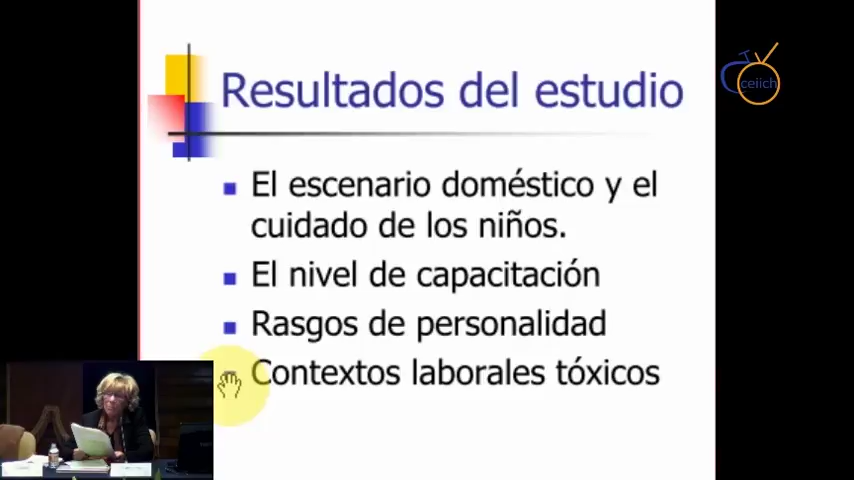 Resultados del estudio
El escenario doméstico y el
cuidado de los niños.
El nivel de capacitación
Rasgos de personalidad
Contextos laborales tóxicos
TV
ceiich